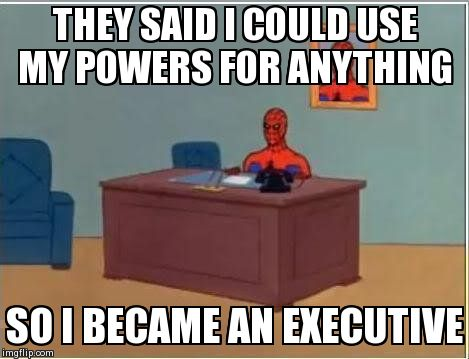 THEY SAID I COULD USE
MY POWERS FOR ANYTHING
SO I BECAME AN EXECUTIVE
imgflip.com